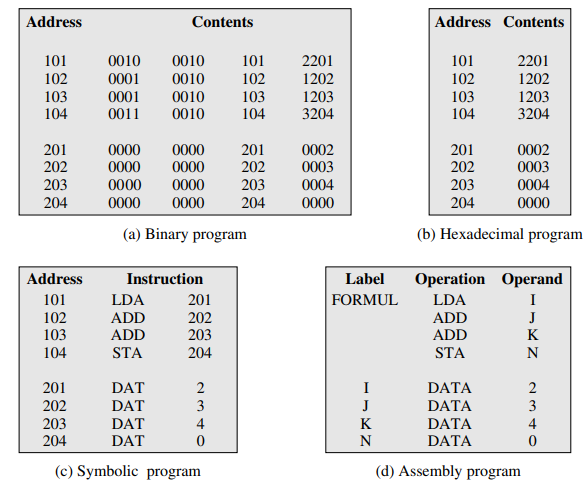 Address Contents
101 0010 0010 101 2201
102 0001 0010 102 1202
103 0001 0010 103 1203
104 0011 0010 104 3204
201 0000 0000 201 0002
202 0000 0000 202 0003
203 0000 0000 203 0004
204 0000 0000 204 0000
(a) Binary program
Address Contents
101 2201
102 1202
103 1203
104 3204
201 0002
202 0003
203 0004
204 0000
(b) Hexadecimal program
Address Instruction
101 LDA 201
102 ADD 202
103 ADD 203
104 STA 204
201 DAT 2
202 DAT 3
203 DAT 4
204 DAT 0
(c) Symbolic program
Label Operation Operand
FORMUL LDA I
ADD J
ADD K
STA N
I DATA 2
J DATA 3
K DATA 4
N DATA 0
(d) Assembly program